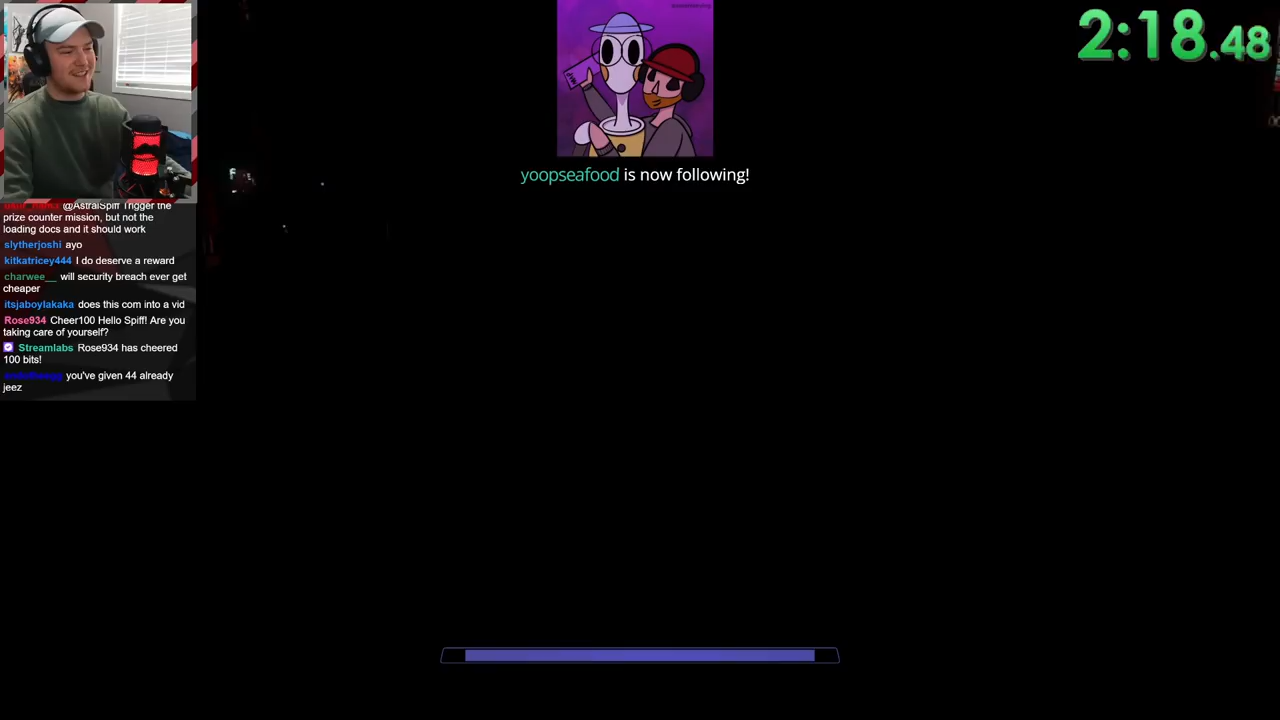 2:18.48
yoopseafood is now following!
@AstralSpiff Trigger the
prize counter mission, but not the
loading docs and it should work
slytherjoshi ayo
kitkatricey444 I do deserve a reward
charwee__ will security breach ever get
cheaper
itsjaboylakaka does this com into a vid
Rose934 Cheer100 Hello Spiff! Are you
taking care of yourself?
Streamlabs Rose934 has cheered
100 bits!
you've given 44 already
jeez